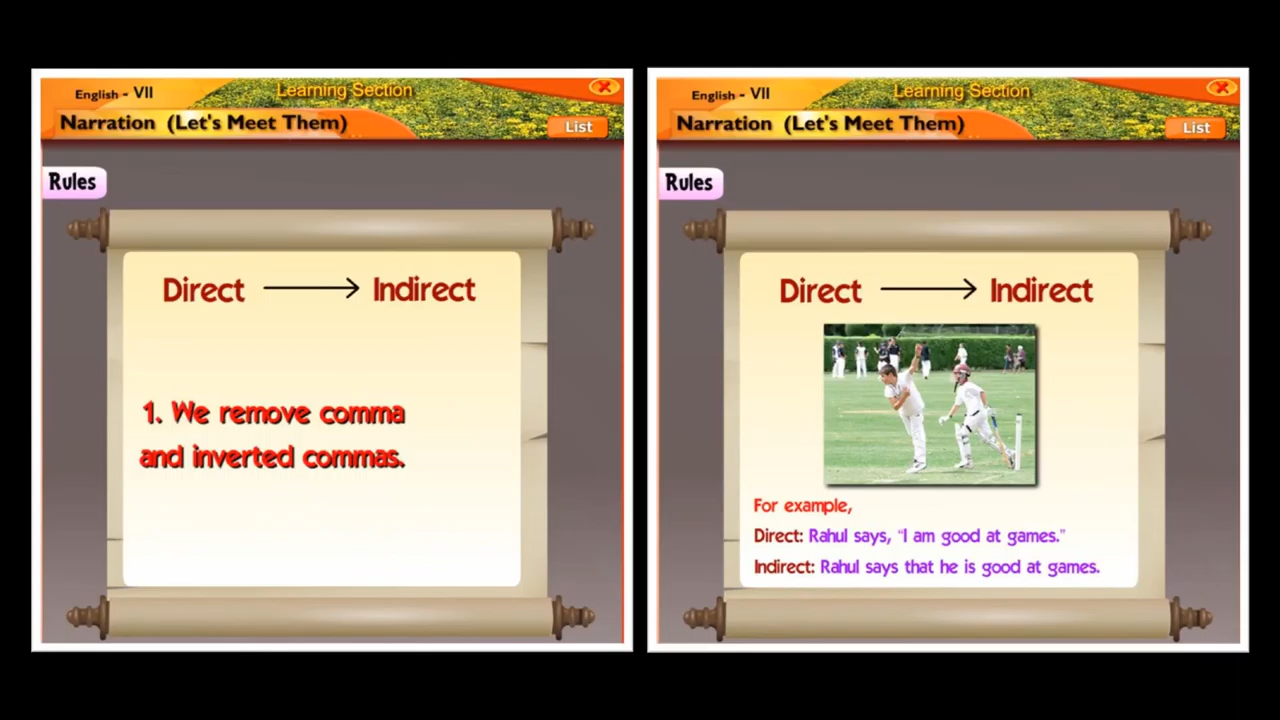 English - VII
Learning Section
Narration (Let's Meet Them)
List
Rules
Direct Indirect
1. We remove comma
and inverted commas.
English - VII
Learning Section
Narration (Let's Meet Them)
List
Rules
Direct Indirect
For example,
Direct: Rahul says, “I am good at games.”
Indirect: Rahul says that he is good at games.